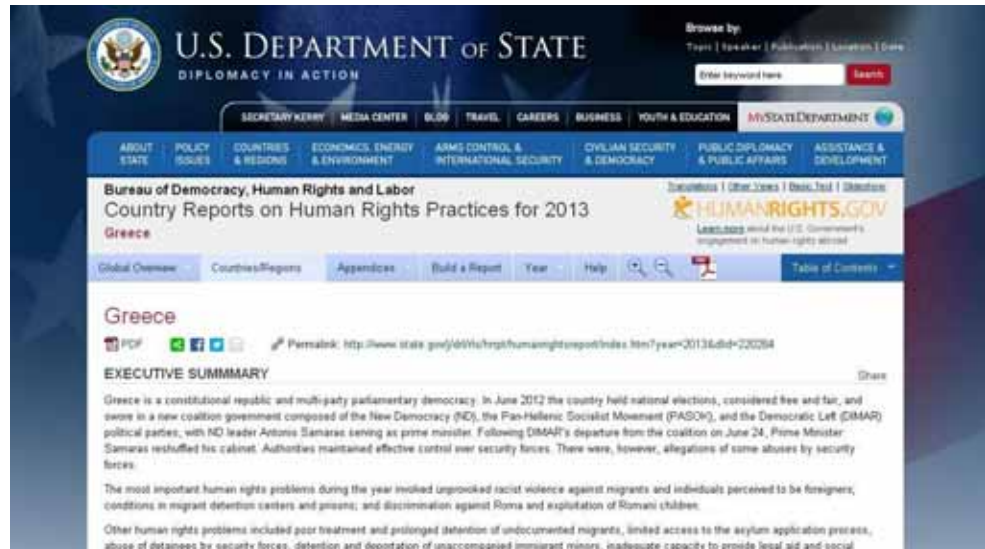 U.S. DEPARTMENT OF STATE
DIPLOMACY IN ACTION
Browse by:
Topic | Speaker | Publication | Location | Date
Enter keyword here
Search
SECRETARY KERRY MEDIA CENTER BLOG TRAVEL CAREERS BUSINESS YOUTH & EDUCATION MYSTATEDEPARTMENT
ABOUT STATE POLICY ISSUES COUNTRIES & REGIONS ECONOMICS, ENERGY & ENVIRONMENT ARMS CONTROL & INTERNATIONAL SECURITY CIVILIAN SECURITY & DEMOCRACY PUBLIC DIPLOMACY & PUBLIC AFFAIRS ASSISTANCE & DEVELOPMENT
Bureau of Democracy, Human Rights and Labor
Country Reports on Human Rights Practices for 2013
Greece
Translations | Other Years | Basic Text | Slideshow
HUMANRIGHTS.GOV
Learn more about the U.S. Government's
engagement on human rights abroad
Global Overview Countries/Regions Appendices Build a Report Year Help PDF Table of Contents
Greece
PDF Permalink: http://www.state.gov/j/drl/rls/hrrpt/humanrightsreport/index.htm?year=2013&dlid=220284
EXECUTIVE SUMMMARY
Share
Greece is a constitutional republic and multi-party parliamentary democracy. In June 2012 the country held national elections, considered free and fair, and
swore in a new coalition government composed of the New Democracy (ND), the Pan-Hellenic Socialist Movement (PASOK), and the Democratic Left (DIMAR)
political parties, with ND leader Antonis Samaras serving as prime minister. Following DIMAR's departure from the coalition on June 24, Prime Minister
Samaras reshuffled his cabinet. Authorities maintained effective control over security forces. There were, however, allegations of some abuses by security
forces.
The most important human rights problems during the year involved unprovoked racist violence against migrants and individuals perceived to be foreigners,
conditions in migrant detention centers and prisons; and discrimination against Roma and exploitation of Romani children.
Other human rights problems included poor treatment and prolonged detention of undocumented migrants, limited access to the asylum application process,
abuse of detainees by security forces, detention and deportation of unaccompanied immigrant minors, inadequate capacity to provide legal aid and social